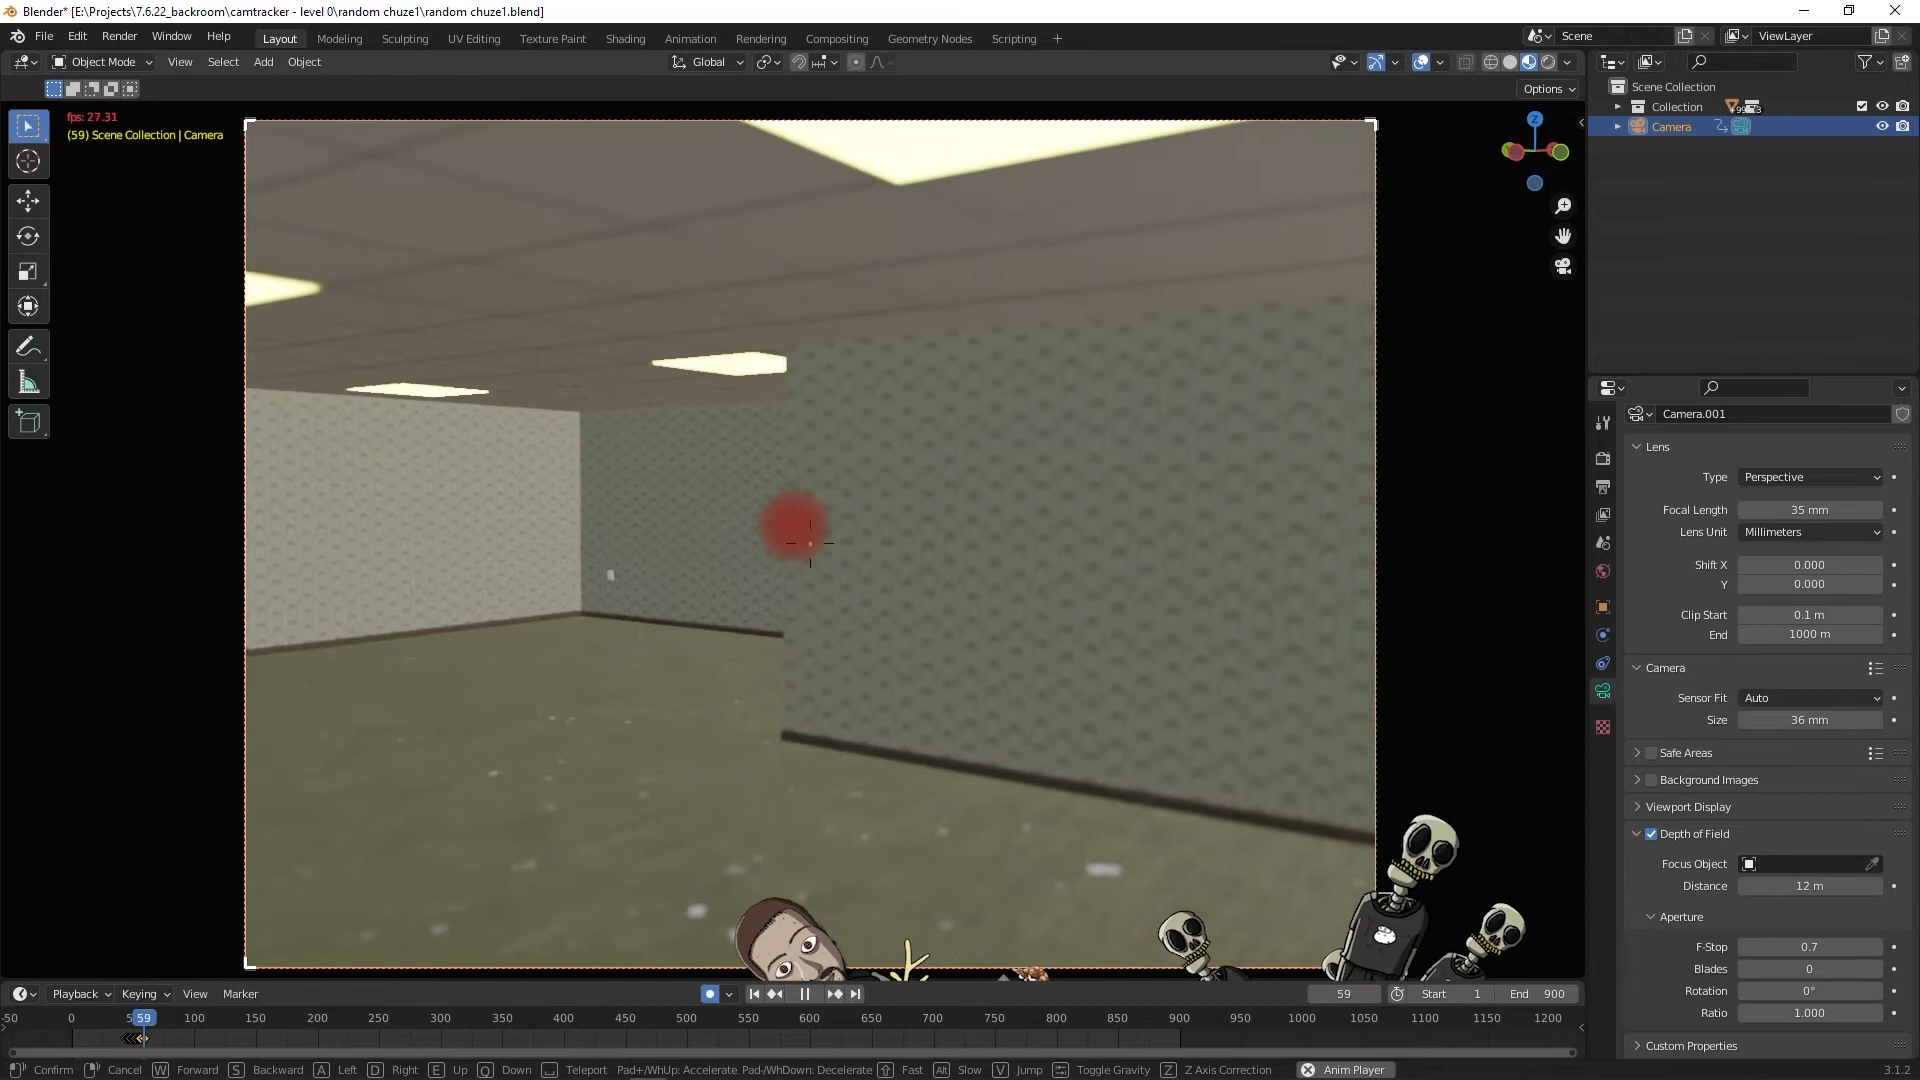 Blender* [E:\Projects\7.6.22_backroom\camtracker - level 0\random chuze1\random chuze1.blend]
File Edit Render Window Help
Layout Modeling Sculpting UV Editing Texture Paint Shading Animation Rendering Compositing Geometry Nodes Scripting +
Scene
ViewLayer
Object Mode View Select Add Object
Global
Options
fps: 27.31
(59) Scene Collection | Camera
Z
Scene Collection
Collection
Camera
Camera.001
Lens
Type Perspective
Focal Length 35 mm
Lens Unit Millimeters
Shift X 0.000
Y 0.000
Clip Start 0.1 m
End 1000 m
Camera
Sensor Fit Auto
Size 36 mm
Safe Areas
Background Images
Viewport Display
Depth of Field
Focus Object
Distance 12 m
Aperture
F-Stop 0.7
Blades 0
Rotation 0°
Ratio 1.000
Custom Properties
Playback Keying View Marker
59 Start 1 End 900
-50 0 59 100 150 200 250 300 350 400 450 500 550 600 650 700 750 800 850 900 950 1000 1050 1100 1150 1200
Confirm Cancel W Forward S Backward A Left D Right E Up Q Down Teleport Pad+/WhUp: Accelerate Pad-/WhDown: Decelerate Fast Alt Slow V Jump Toggle Gravity Z Z Axis Correction Anim Player 3.1.2